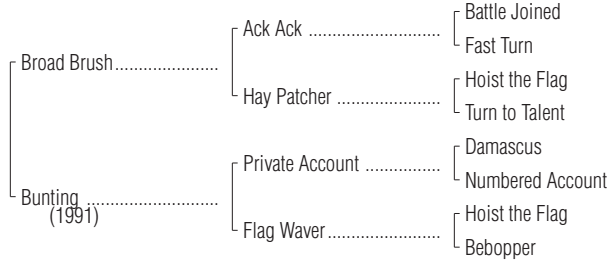 Battle Joined
Ack Ack ............................
Fast Turn
Broad Brush......................
Hoist the Flag
Hay Patcher ......................
Turn to Talent
Damascus
Private Account ................
Numbered Account
Bunting ............................
(1991)
Hoist the Flag
Flag Waver........................
Bebopper